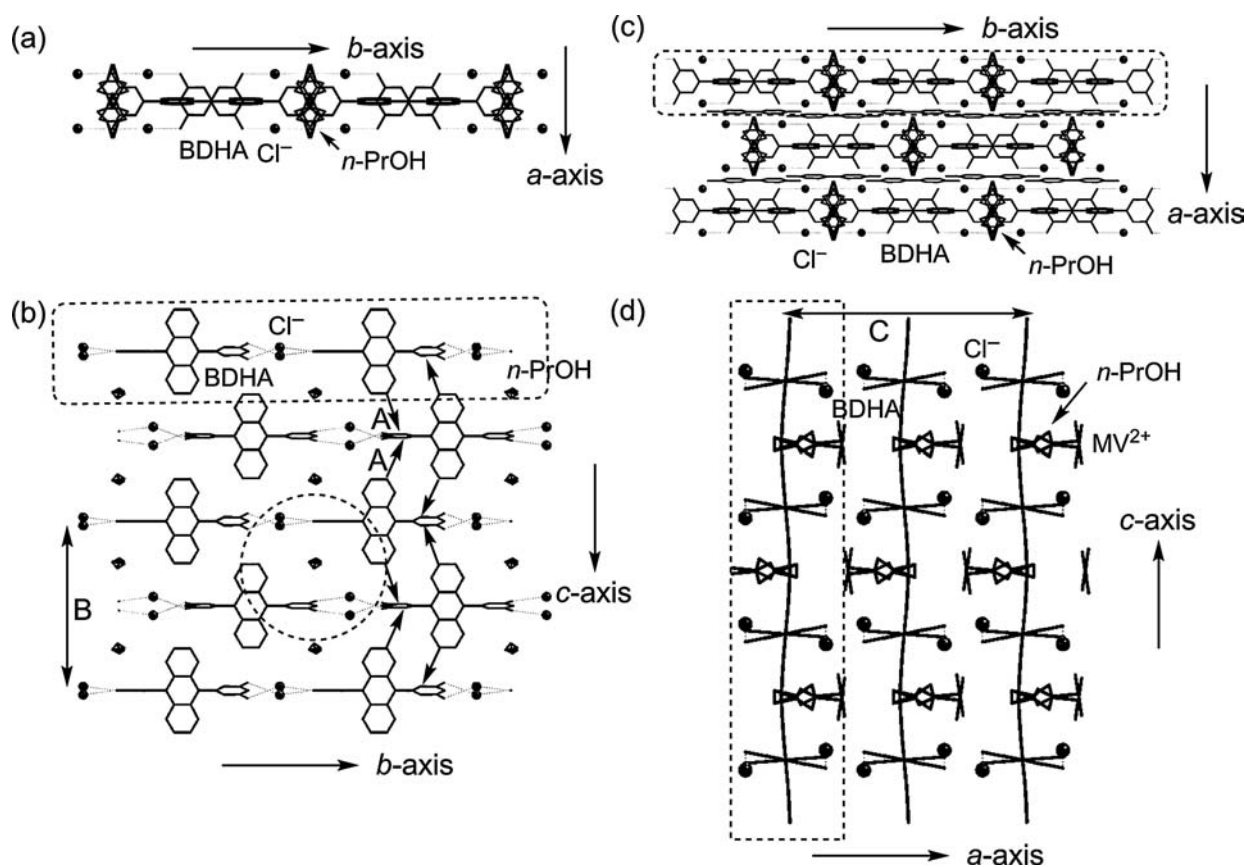 (a)
b-axis
BDHA Cl⁻
n-PrOH
a-axis
(b)
Cl⁻
BDHA
n-PrOH
A
A
B
c-axis
b-axis
(c)
b-axis
a-axis
Cl⁻
BDHA
n-PrOH
(d)
C
Cl⁻
n-PrOH
BDHA
MV²⁺
c-axis
a-axis